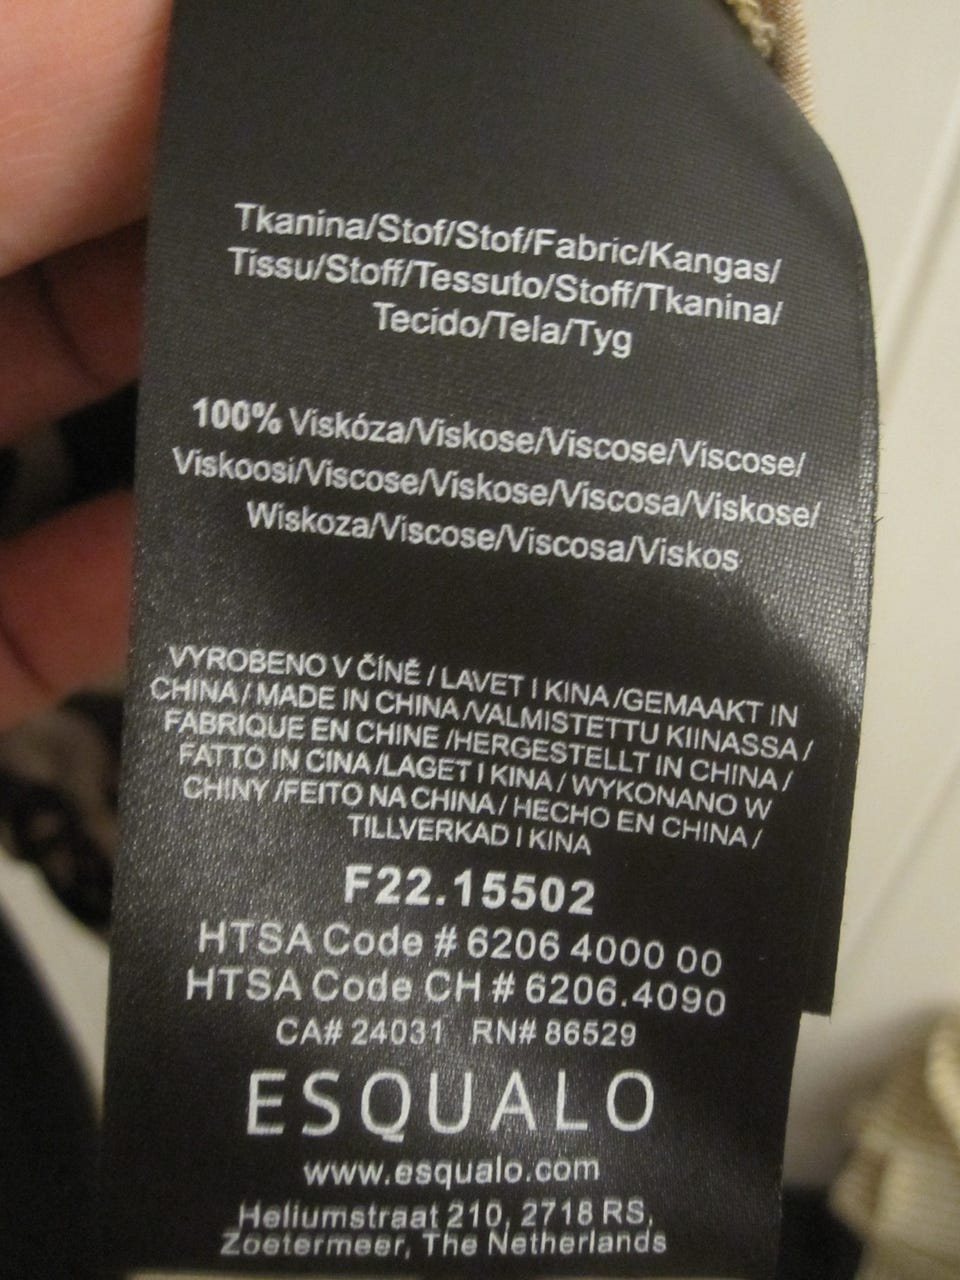 Tkanina/Stof/Stof/Fabric/Kangas/
Tissu/Stoff/Tessuto/Stoff/Tkanina/
Tecido/Tela/Tyg
100% Viskóza/Viskose/Viscose/Viscose/
Viskoosi/Viscose/Viskose/Viscosa/Viskose/
Wiskoza/Viscose/Viscosa/Viskos
VYROBENO V ČÍNĚ / LAVET I KINA /GEMAAKT IN
CHINA / MADE IN CHINA /VALMISTETTU KIINASSA /
FABRIQUE EN CHINE /HERGESTELLT IN CHINA /
FATTO IN CINA /LAGET I KINA / WYKONANO W
CHINY /FEITO NA CHINA / HECHO EN CHINA /
TILLVERKAD I KINA
F22.15502
HTSA Code # 6206 4000 00
HTSA Code CH # 6206.4090
CA# 24031 RN# 86529
ESQUALO
www.esqualo.com
Heliumstraat 210, 2718 RS,
Zoetermeer, The Netherlands